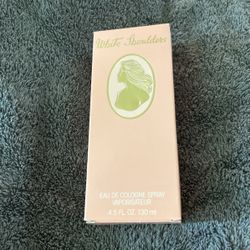 White Shoulders
EAU DE COLOGNE SPRAY
VAPORISATEUR
4.5 FL. OZ. 130 ml